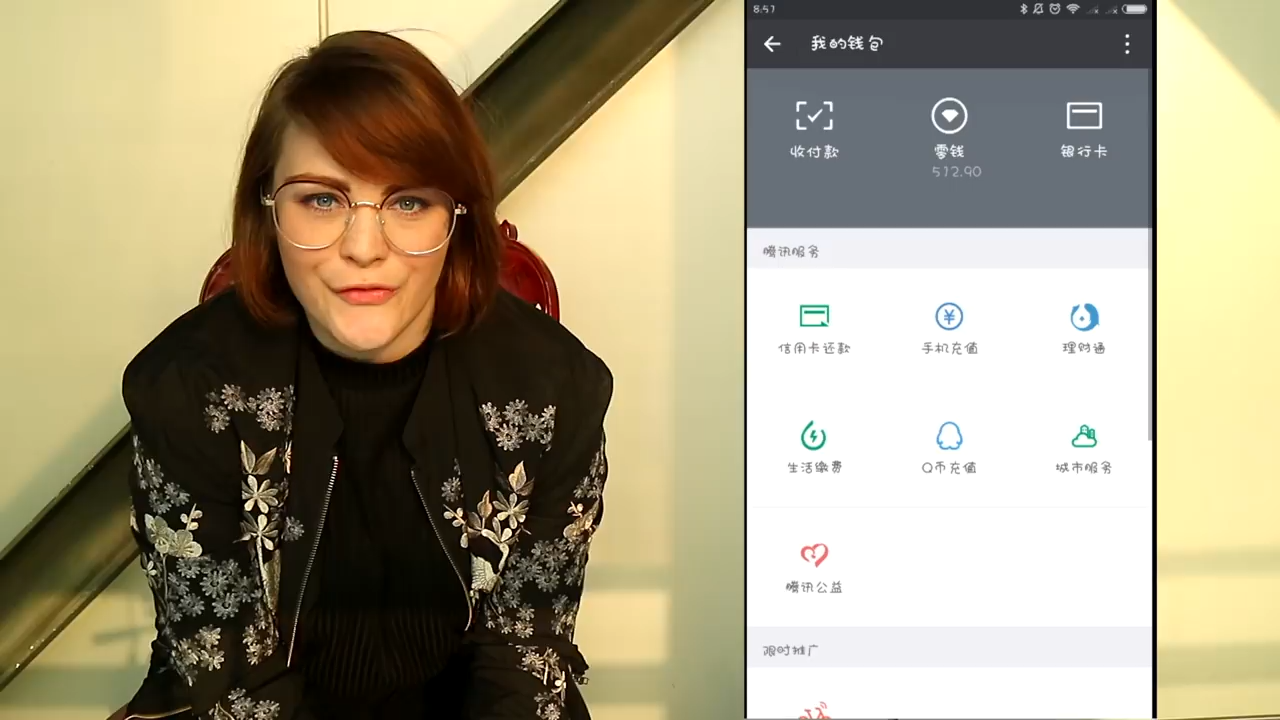 8:57
我的钱包
收付款 零钱 银行卡
512.90
腾讯服务
信用卡还款 手机充值 理财通
生活缴费 Q币充值 城市服务
腾讯公益
限时推广